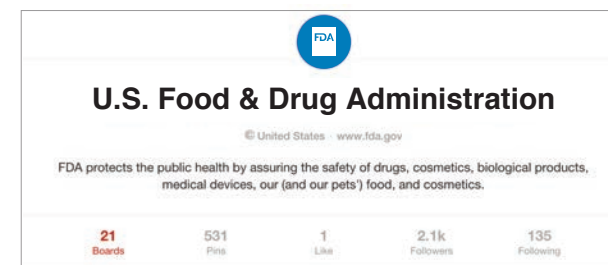 FDA
U.S. Food & Drug Administration
© United States · www.fda.gov
FDA protects the public health by assuring the safety of drugs, cosmetics, biological products,
medical devices, our (and our pets') food, and cosmetics.
21 531 1 2.1k 135
Boards Pins Like Followers Following